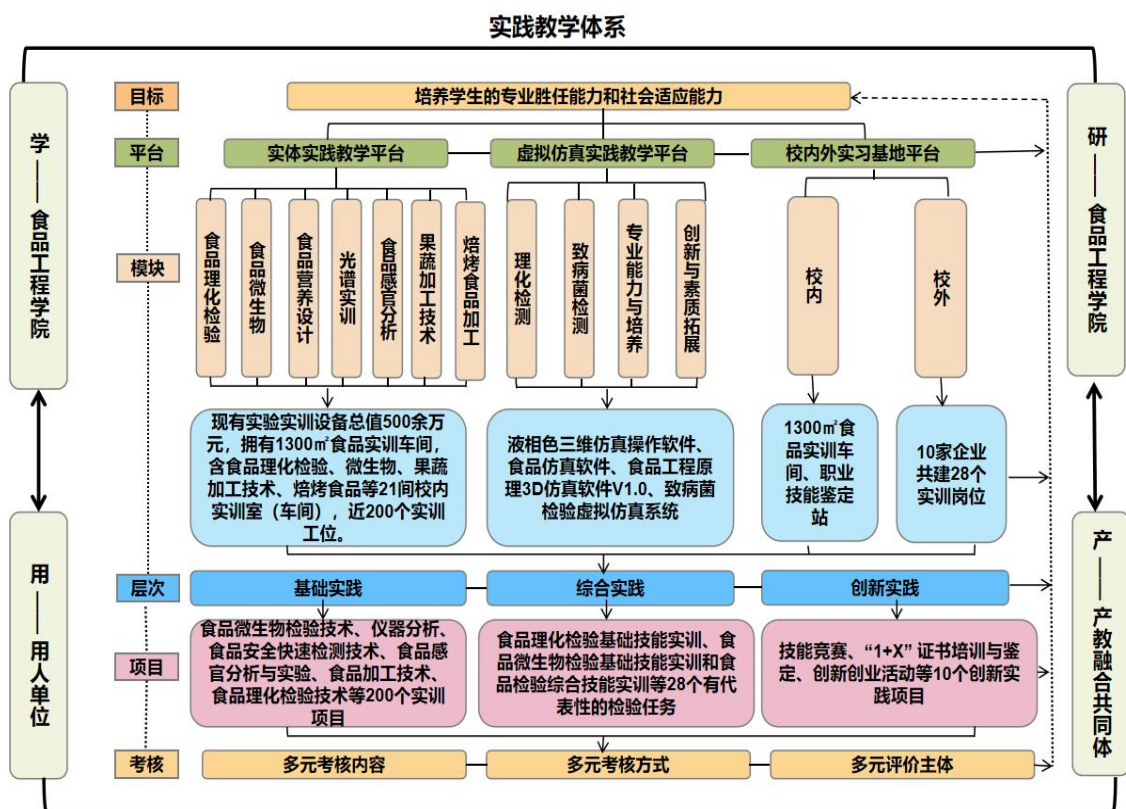 实践教学体系
目标
培养学生的专业胜任能力和社会适应能力
学——食品工程学院
研——食品工程学院
平台
实体实践教学平台
虚拟仿真实践教学平台
校内外实习基地平台
模块
食品理化检验
食品微生物
食品营养设计
光谱实训
食品感官分析
果蔬加工技术
焙烤食品加工
理化检测
致病菌检测
专业能力与培养
创新与素质拓展
校内
校外
现有实验实训设备总值500余万
元，拥有1300㎡食品实训车间，
含食品理化检验、微生物、果蔬
加工技术、焙烤食品等21间校内
实训室（车间），近200个实训
工位。
液相色三维仿真操作软件、
食品仿真软件、食品工程原
理3D仿真软件V1.0、致病菌
检验虚拟仿真系统
1300㎡食
品实训车
间、职业
技能鉴定
站
10家企业
共建28个
实训岗位
用——用人单位
产——产教融合共同体
层次
基础实践
综合实践
创新实践
项目
食品微生物检验技术、仪器分析、
食品安全快速检测技术、食品感
官分析与实验、食品加工技术、
食品理化检验技术等200个实训
项目
食品理化检验基础技能实训、食
品微生物检验基础技能实训和食
品检验综合技能实训等28个有代
表性的检验任务
技能竞赛、“1+X” 证书培训与鉴
定、创新创业活动等10个创新实
践项目
考核
多元考核内容
多元考核方式
多元评价主体